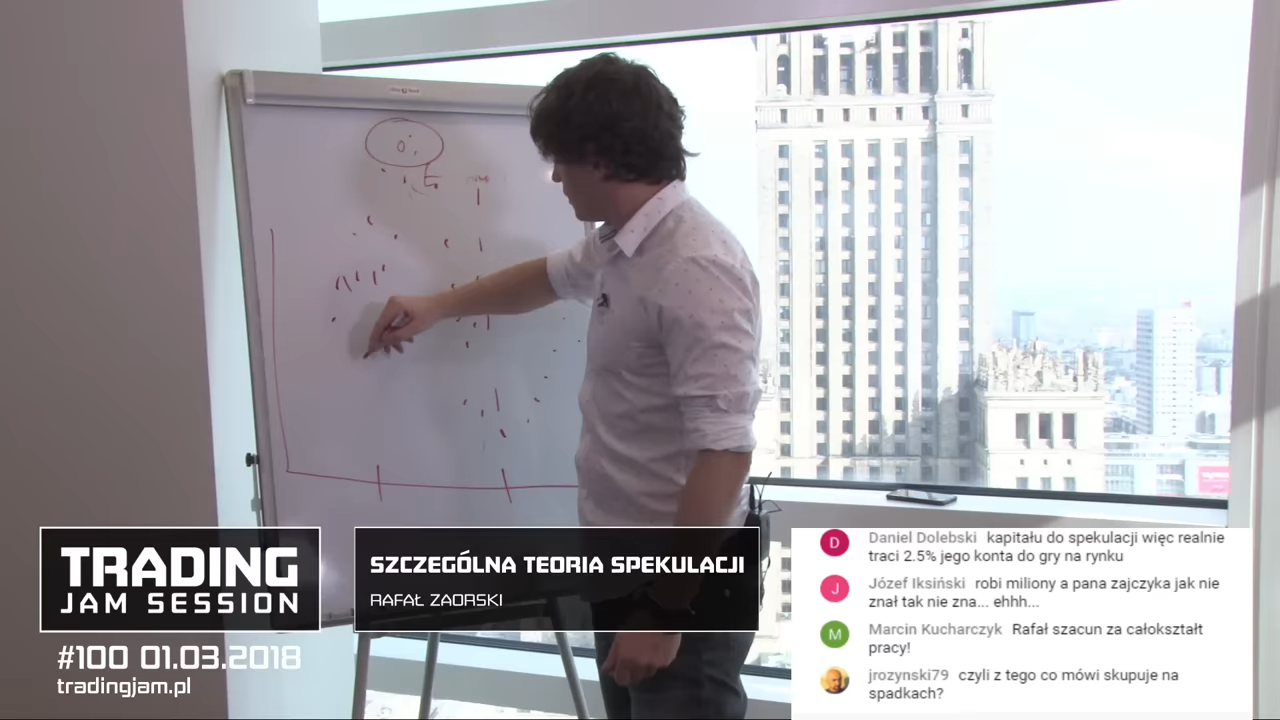 TRADING
JAM SESSION
#100 01.03.2018
tradingjam.pl
SZCZEGÓLNA TEORIA SPEKULACJI
RAFAŁ ZAORSKI
Daniel Dolebski kapitału do spekulacji więc realnie
traci 2.5% jego konta do gry na rynku
Józef Iksiński robi miliony a pana zajczyka jak nie
znał tak nie zna... ehhh...
Marcin Kucharczyk Rafał szacun za całokształt
pracy!
jrozynski79 czyli z tego co mówi skupuje na
spadkach?
D
J
M